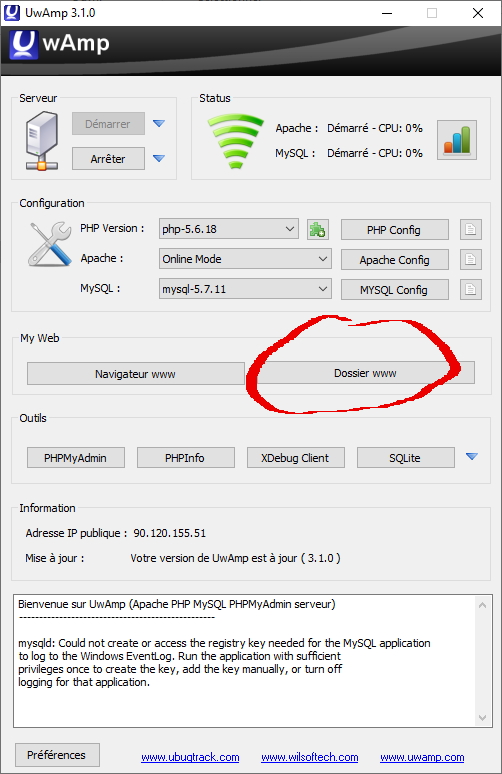 UwAmp 3.1.0
UwAmp
Serveur
Démarrer
Arrêter
Status
Apache : Démarré - CPU: 0%
MySQL : Démarré - CPU: 0%
Configuration
PHP Version : php-5.6.18 PHP Config
Apache : Online Mode Apache Config
MySQL : mysql-5.7.11 MYSQL Config
My Web
Navigateur www Dossier www
Outils
PHPMyAdmin PHPInfo XDebug Client SQLite
Information
Adresse IP publique : 90.120.155.51
Mise à jour : Votre version de UwAmp est à jour ( 3.1.0 )
Bienvenue sur UwAmp (Apache PHP MySQL PHPMyAdmin serveur)
--------------------------------------------------
mysqld: Could not create or access the registry key needed for the MySQL application
to log to the Windows EventLog. Run the application with sufficient
privileges once to create the key, add the key manually, or turn off
logging for that application.
Préférences www.ubugtrack.com www.wilsoftech.com www.uwamp.com